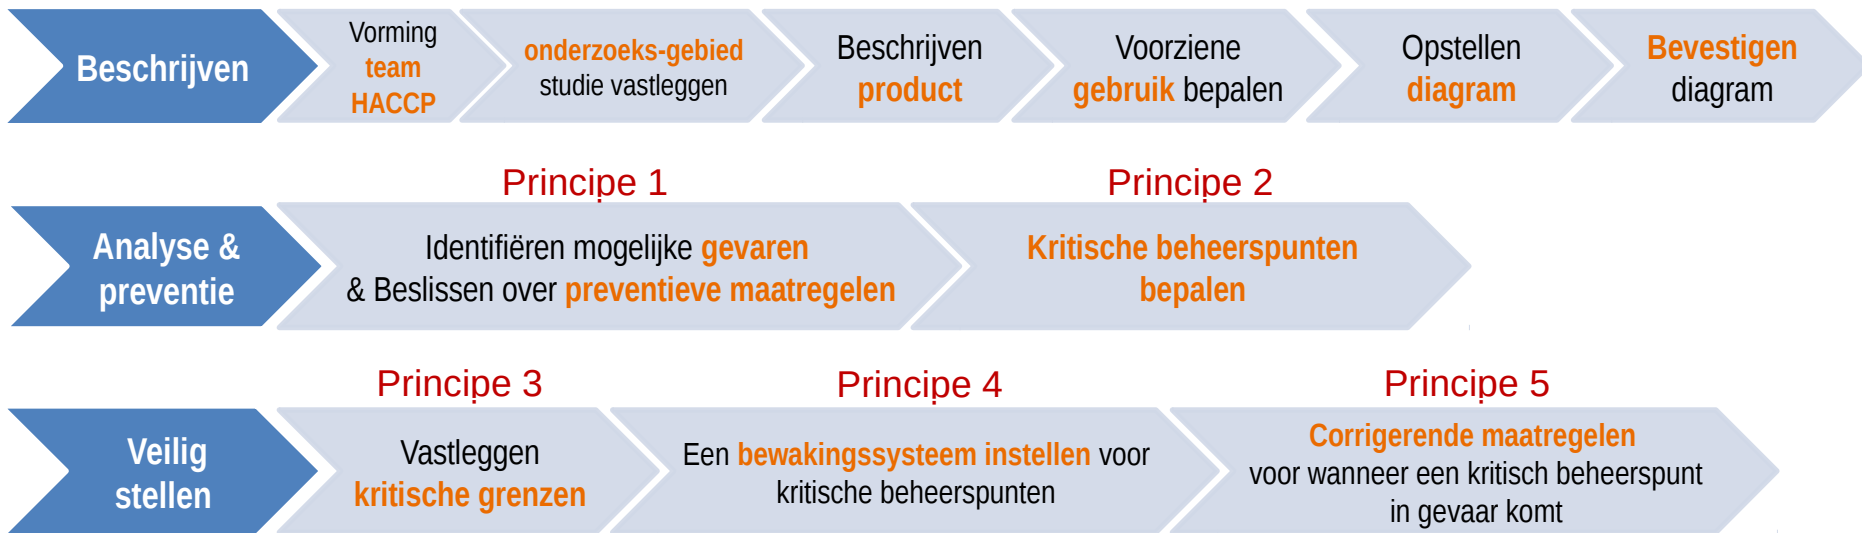 Beschrijven
Vorming
team
HACCP
onderzoeks-gebied
studie vastleggen
Beschrijven
product
Voorziene
gebruik bepalen
Opstellen
diagram
Bevestigen
diagram
Principe 1
Principe 2
Analyse &
preventie
Identifiëren mogelijke gevaren
& Beslissen over preventieve maatregelen
Kritische beheerspunten
bepalen
Principe 3
Principe 4
Principe 5
Veilig
stellen
Vastleggen
kritische grenzen
Een bewakingssysteem instellen voor
kritische beheerspunten
Corrigerende maatregelen
voor wanneer een kritisch beheerspunt
in gevaar komt